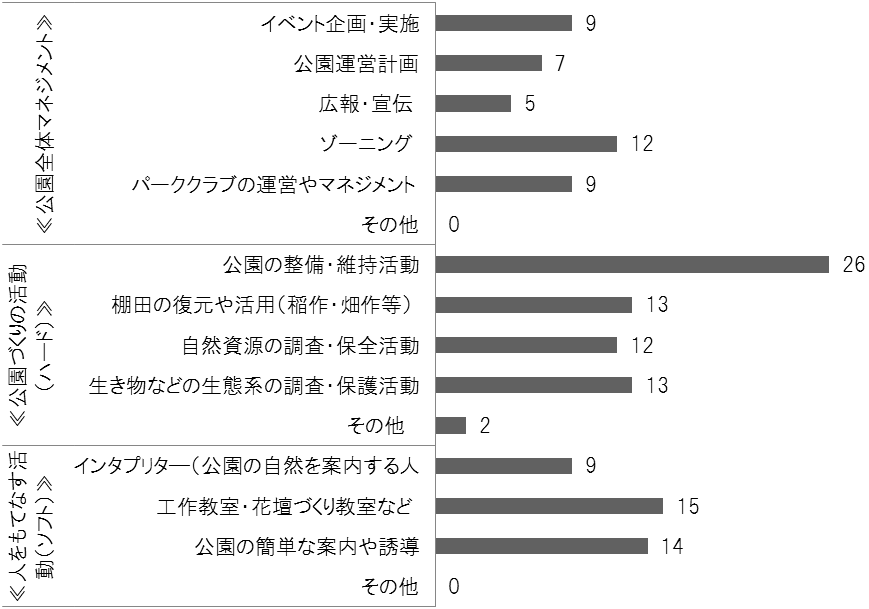 ≪公園全体マネジメント≫
イベント企画・実施 9
公園運営計画 7
広報・宣伝 5
ゾーニング 12
パーククラブの運営やマネジメント 9
その他 0
≪公園づくりの活動
(ハード)≫
公園の整備・維持活動 26
棚田の復元や活用(稲作・畑作等) 13
自然資源の調査・保全活動 12
生き物などの生態系の調査・保護活動 13
その他 2
≪人をもてなす活
動(ソフト)≫
インタプリター(公園の自然を案内する人 9
工作教室・花壇づくり教室など 15
公園の簡単な案内や誘導 14
その他 0